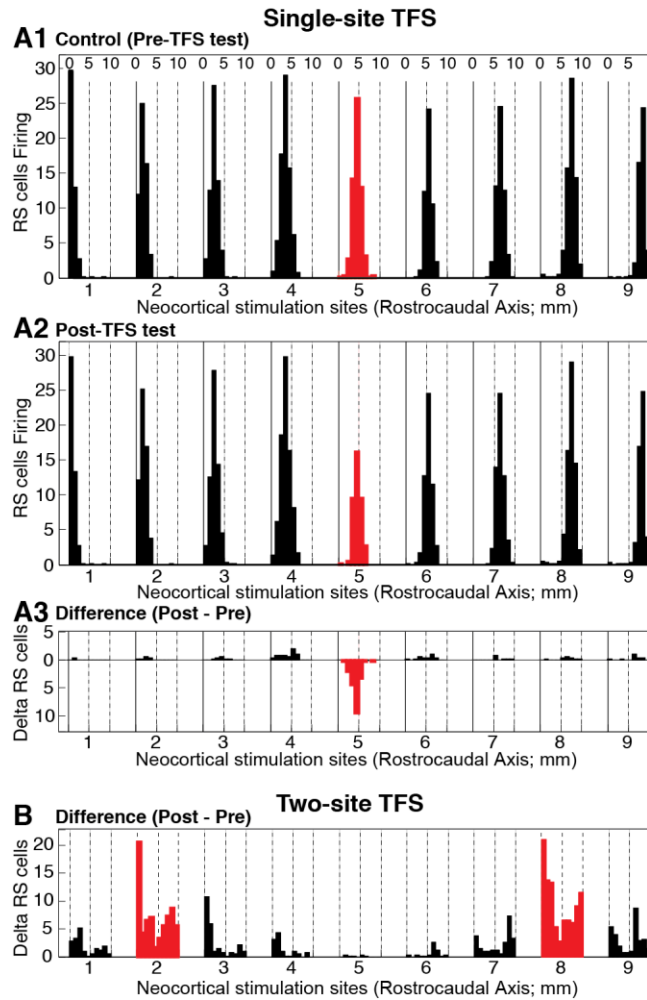 Single-site TFS
A1 Control (Pre-TFS test)
0 5 10 0 5 10 0 5 10 0 5 10 0 5 10 0 5 10 0 5 10 0 5 10 0 5
30
25
20
15
10
5
0
RS cells Firing
1 2 3 4 5 6 7 8 9
Neocortical stimulation sites (Rostrocaudal Axis; mm)
A2 Post-TFS test
30
25
20
15
10
5
0
RS cells Firing
1 2 3 4 5 6 7 8 9
Neocortical stimulation sites (Rostrocaudal Axis; mm)
A3 Difference (Post - Pre)
5
0
5
10
Delta RS cells
1 2 3 4 5 6 7 8 9
Neocortical stimulation sites (Rostrocaudal Axis; mm)
Two-site TFS
B Difference (Post - Pre)
20
15
10
5
0
Delta RS cells
1 2 3 4 5 6 7 8 9
Neocortical stimulation sites (Rostrocaudal Axis; mm)